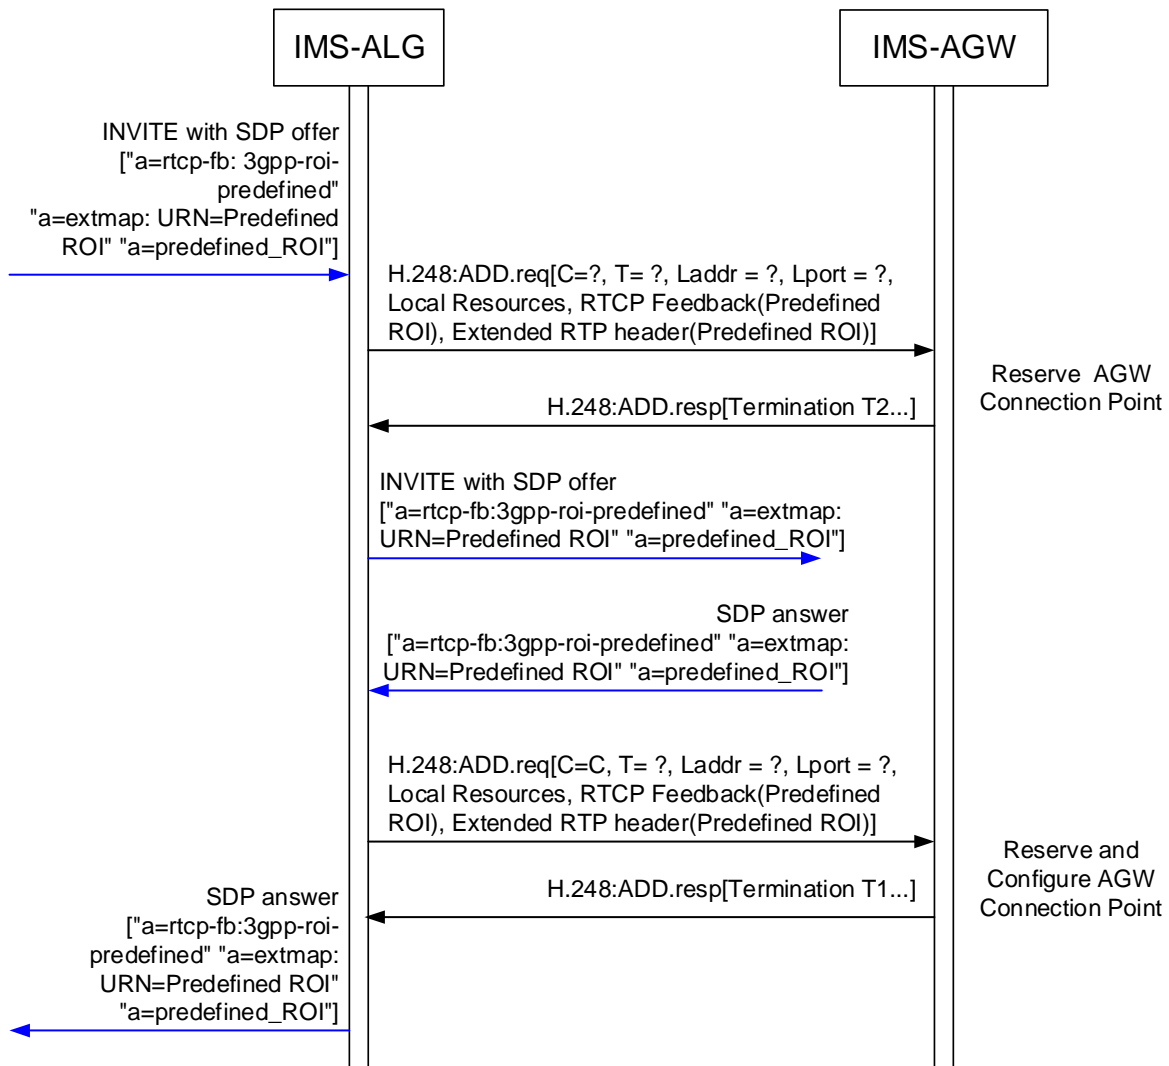 IMS-ALG
IMS-AGW
INVITE with SDP offer
["a=rtcp-fb: 3gpp-roi-
predefined"
"a=extmap: URN=Predefined
ROI" "a=predefined_ROI"]
H.248:ADD.req[C=?, T= ?, Laddr = ?, Lport = ?,
Local Resources, RTCP Feedback(Predefined
ROI), Extended RTP header(Predefined ROI)]
Reserve  AGW
Connection Point
H.248:ADD.resp[Termination T2...]
INVITE with SDP offer
["a=rtcp-fb:3gpp-roi-predefined" "a=extmap:
URN=Predefined ROI" "a=predefined_ROI"]
SDP answer
["a=rtcp-fb:3gpp-roi-predefined" "a=extmap:
URN=Predefined ROI" "a=predefined_ROI"]
H.248:ADD.req[C=C, T= ?, Laddr = ?, Lport = ?,
Local Resources, RTCP Feedback(Predefined
ROI), Extended RTP header(Predefined ROI)]
Reserve and
Configure AGW
Connection Point
H.248:ADD.resp[Termination T1...]
SDP answer
["a=rtcp-fb:3gpp-roi-
predefined" "a=extmap:
URN=Predefined ROI"
"a=predefined_ROI"]